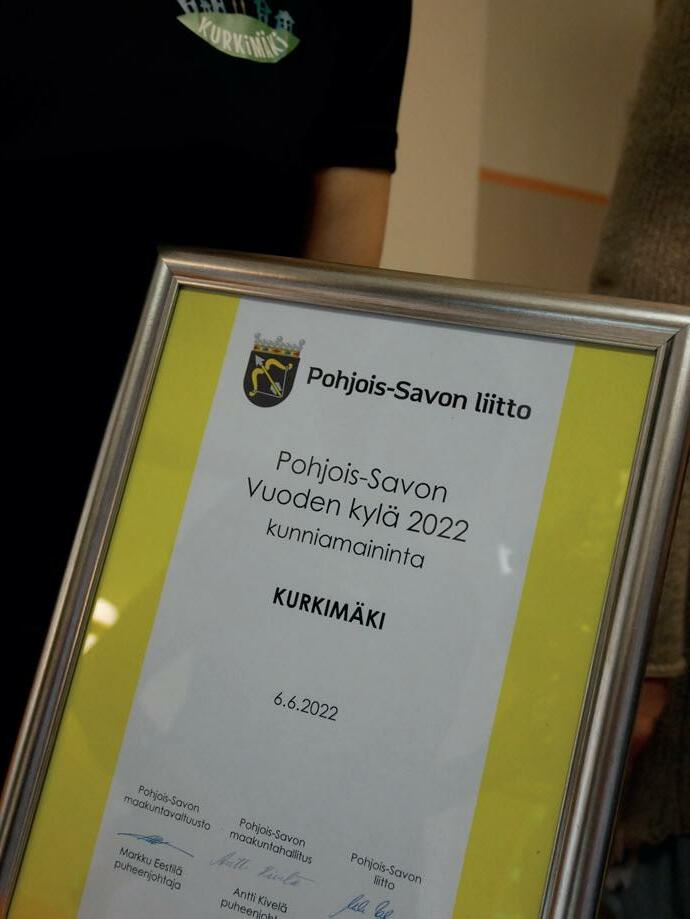 KURKIMÄKI
Pohjois-Savon liitto
Pohjois-Savon
Vuoden kylä 2022
kunniamaininta
KURKIMÄKI
6.6.2022
Pohjois-Savon
maakuntavaltuusto
Markku Eestilä
puheenjohtaja
Pohjois-Savon
maakuntahallitus
Antti Kivelä
Pohjois-Savon
liitto